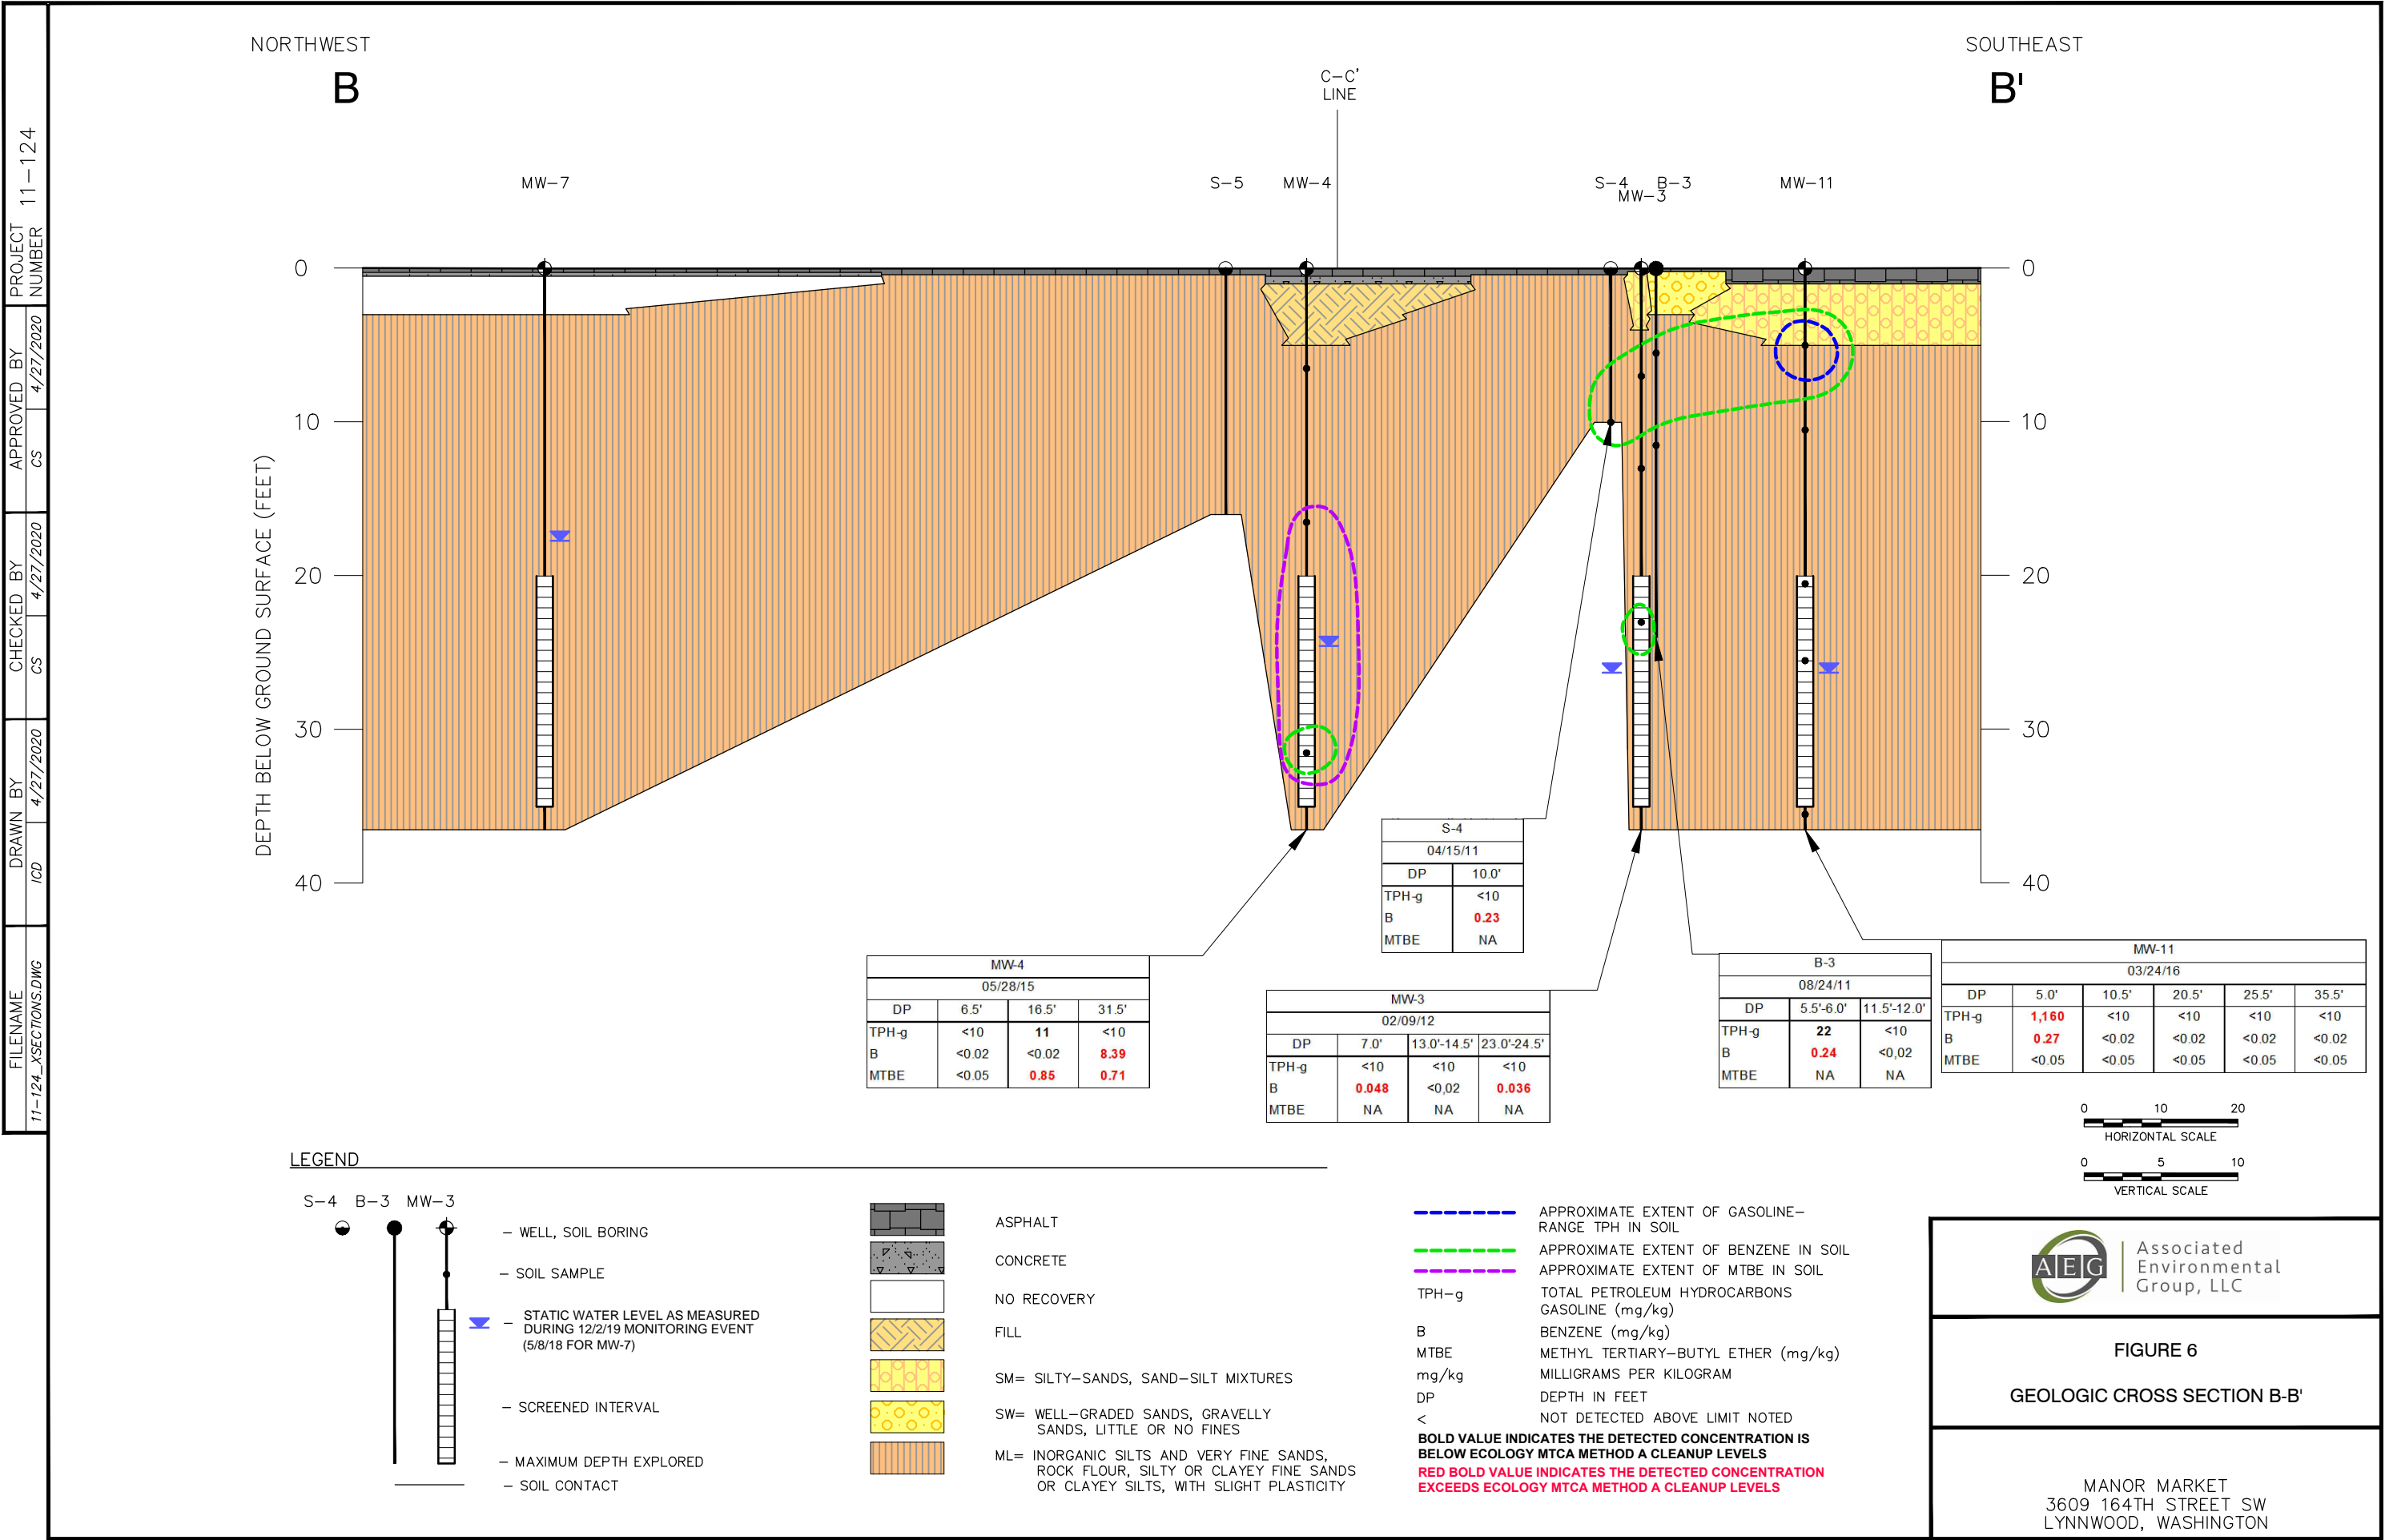 NORTHWEST
B
SOUTHEAST
B'
C-C'
LINE
MW-7
S-5
MW-4
S-4
B-3
MW-3
MW-11
0
10
20
30
40
0
10
20
30
40
DEPTH BELOW GROUND SURFACE (FEET)
PROJECT
NUMBER
11-124
APPROVED BY
CS
4/27/2020
CHECKED BY
CS
4/27/2020
DRAWN BY
ICD
4/27/2020
FILENAME
11-124_XSECTIONS.DWG
S-4
04/15/11
DP 10.0'
TPH-g <10
B 0.23
MTBE NA
MW-4
05/28/15
DP 6.5' 16.5' 31.5'
TPH-g <10 11 <10
B <0.02 <0.02 8.39
MTBE <0.05 0.85 0.71
MW-3
02/09/12
DP 7.0' 13.0'-14.5' 23.0'-24.5'
TPH-g <10 <10 <10
B 0.048 <0,02 0.036
MTBE NA NA NA
B-3
08/24/11
DP 5.5'-6.0' 11.5'-12.0'
TPH-g 22 <10
B 0.24 <0,02
MTBE NA NA
MW-11
03/24/16
DP 5.0' 10.5' 20.5' 25.5' 35.5'
TPH-g 1,160 <10 <10 <10 <10
B 0.27 <0.02 <0.02 <0.02 <0.02
MTBE <0.05 <0.05 <0.05 <0.05 <0.05
0 10 20
HORIZONTAL SCALE
0 5 10
VERTICAL SCALE
LEGEND
S-4 B-3 MW-3
- WELL, SOIL BORING
- SOIL SAMPLE
- STATIC WATER LEVEL AS MEASURED
DURING 12/2/19 MONITORING EVENT
(5/8/18 FOR MW-7)
- SCREENED INTERVAL
- MAXIMUM DEPTH EXPLORED
- SOIL CONTACT
ASPHALT
CONCRETE
NO RECOVERY
FILL
SM= SILTY-SANDS, SAND-SILT MIXTURES
SW= WELL-GRADED SANDS, GRAVELLY
SANDS, LITTLE OR NO FINES
ML= INORGANIC SILTS AND VERY FINE SANDS,
ROCK FLOUR, SILTY OR CLAYEY FINE SANDS
OR CLAYEY SILTS, WITH SLIGHT PLASTICITY
APPROXIMATE EXTENT OF GASOLINE-
RANGE TPH IN SOIL
APPROXIMATE EXTENT OF BENZENE IN SOIL
APPROXIMATE EXTENT OF MTBE IN SOIL
TPH-g TOTAL PETROLEUM HYDROCARBONS
GASOLINE (mg/kg)
B BENZENE (mg/kg)
MTBE METHYL TERTIARY-BUTYL ETHER (mg/kg)
mg/kg MILLIGRAMS PER KILOGRAM
DP DEPTH IN FEET
< NOT DETECTED ABOVE LIMIT NOTED
BOLD VALUE INDICATES THE DETECTED CONCENTRATION IS
BELOW ECOLOGY MTCA METHOD A CLEANUP LEVELS
RED BOLD VALUE INDICATES THE DETECTED CONCENTRATION
EXCEEDS ECOLOGY MTCA METHOD A CLEANUP LEVELS
AEG
Associated
Environmental
Group, LLC
FIGURE 6
GEOLOGIC CROSS SECTION B-B'
MANOR MARKET
3609 164TH STREET SW
LYNNWOOD, WASHINGTON